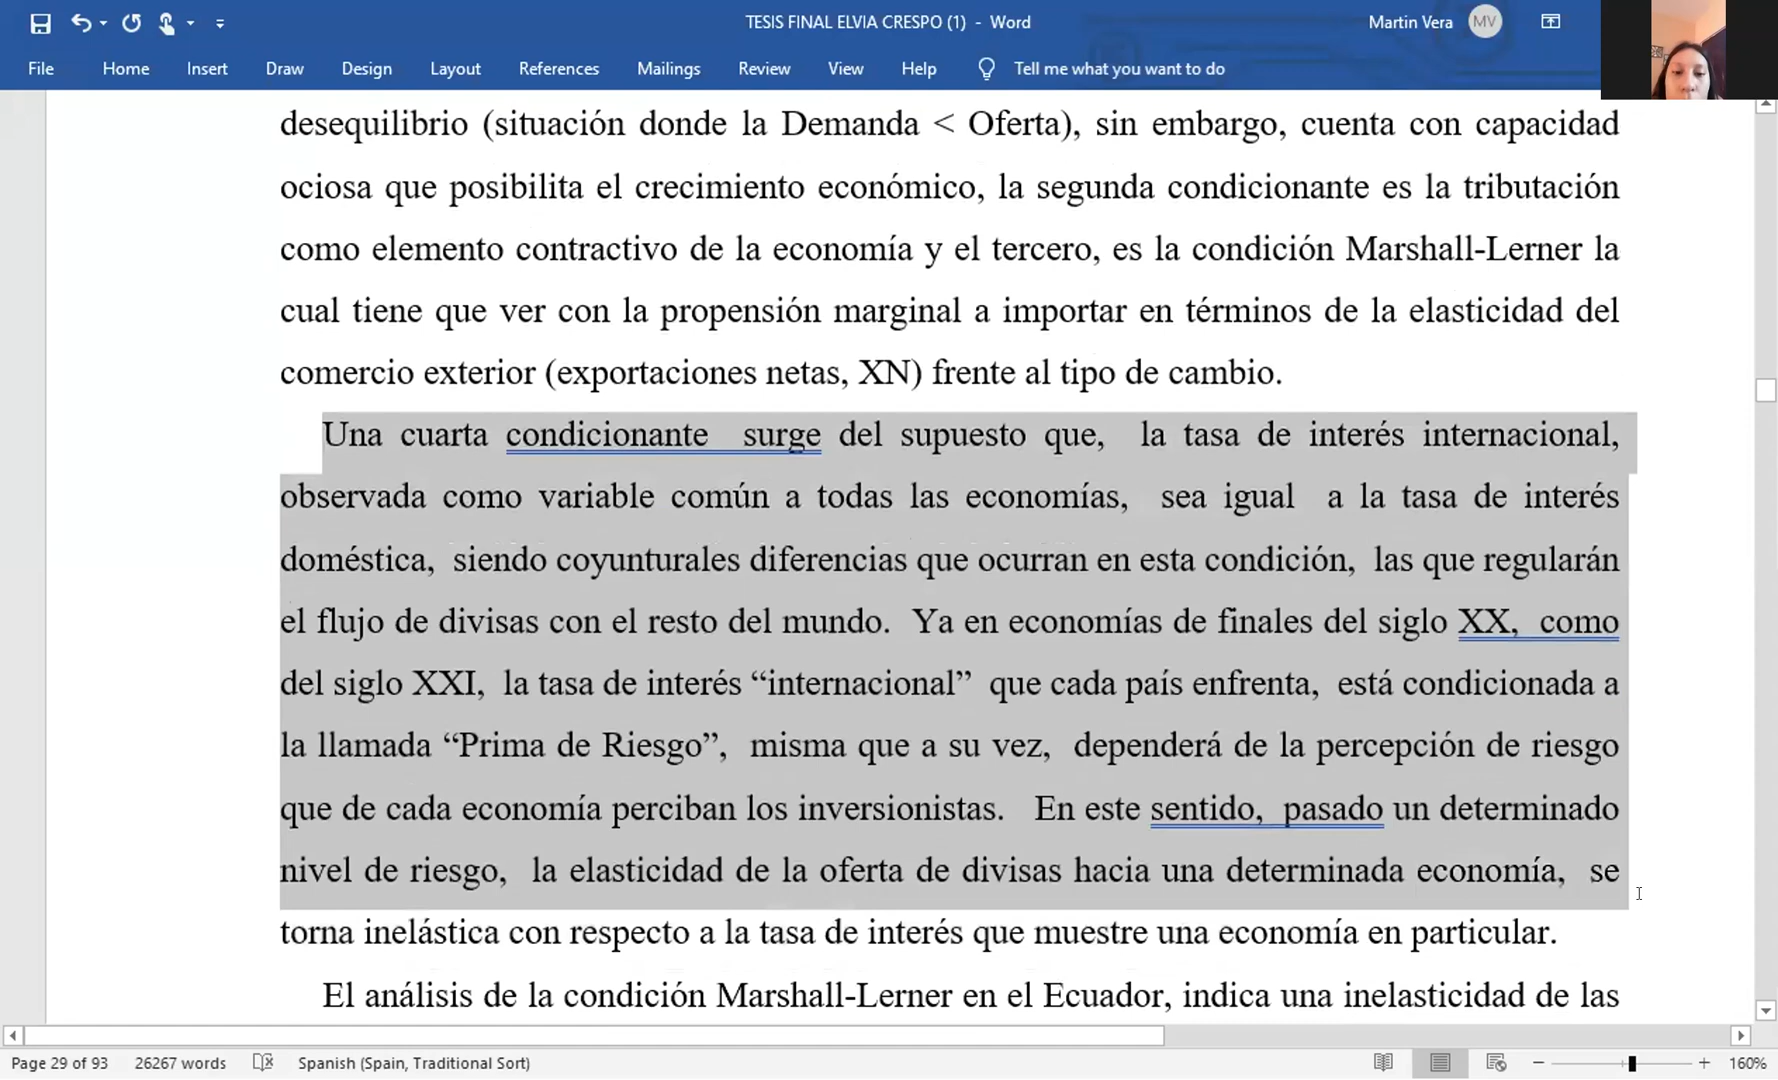 TESIS FINAL ELVIA CRESPO (1) - Word
Martin Vera
MV
File Home Insert Draw Design Layout References Mailings Review View Help Tell me what you want to do
desequilibrio (situación donde la Demanda < Oferta), sin embargo, cuenta con capacidad
ociosa que posibilita el crecimiento económico, la segunda condicionante es la tributación
como elemento contractivo de la economía y el tercero, es la condición Marshall-Lerner la
cual tiene que ver con la propensión marginal a importar en términos de la elasticidad del
comercio exterior (exportaciones netas, XN) frente al tipo de cambio.
Una cuarta condicionante surge del supuesto que, la tasa de interés internacional,
observada como variable común a todas las economías, sea igual a la tasa de interés
doméstica, siendo coyunturales diferencias que ocurran en esta condición, las que regularán
el flujo de divisas con el resto del mundo. Ya en economías de finales del siglo XX, como
del siglo XXI, la tasa de interés “internacional” que cada país enfrenta, está condicionada a
la llamada “Prima de Riesgo”, misma que a su vez, dependerá de la percepción de riesgo
que de cada economía perciban los inversionistas. En este sentido, pasado un determinado
nivel de riesgo, la elasticidad de la oferta de divisas hacia una determinada economía, se
torna inelástica con respecto a la tasa de interés que muestre una economía en particular.
El análisis de la condición Marshall-Lerner en el Ecuador, indica una inelasticidad de las
Page 29 of 93 26267 words Spanish (Spain, Traditional Sort) 160%